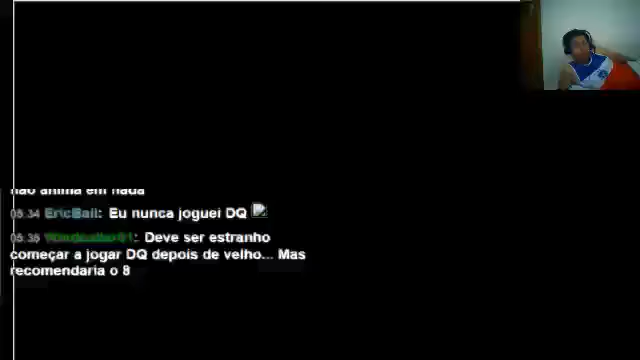 não anima em nada
05:34 EricBail: Eu nunca joguei DQ
05:35 : Deve ser estranho
começar a jogar DQ depois de velho... Mas
recomendaria o 8